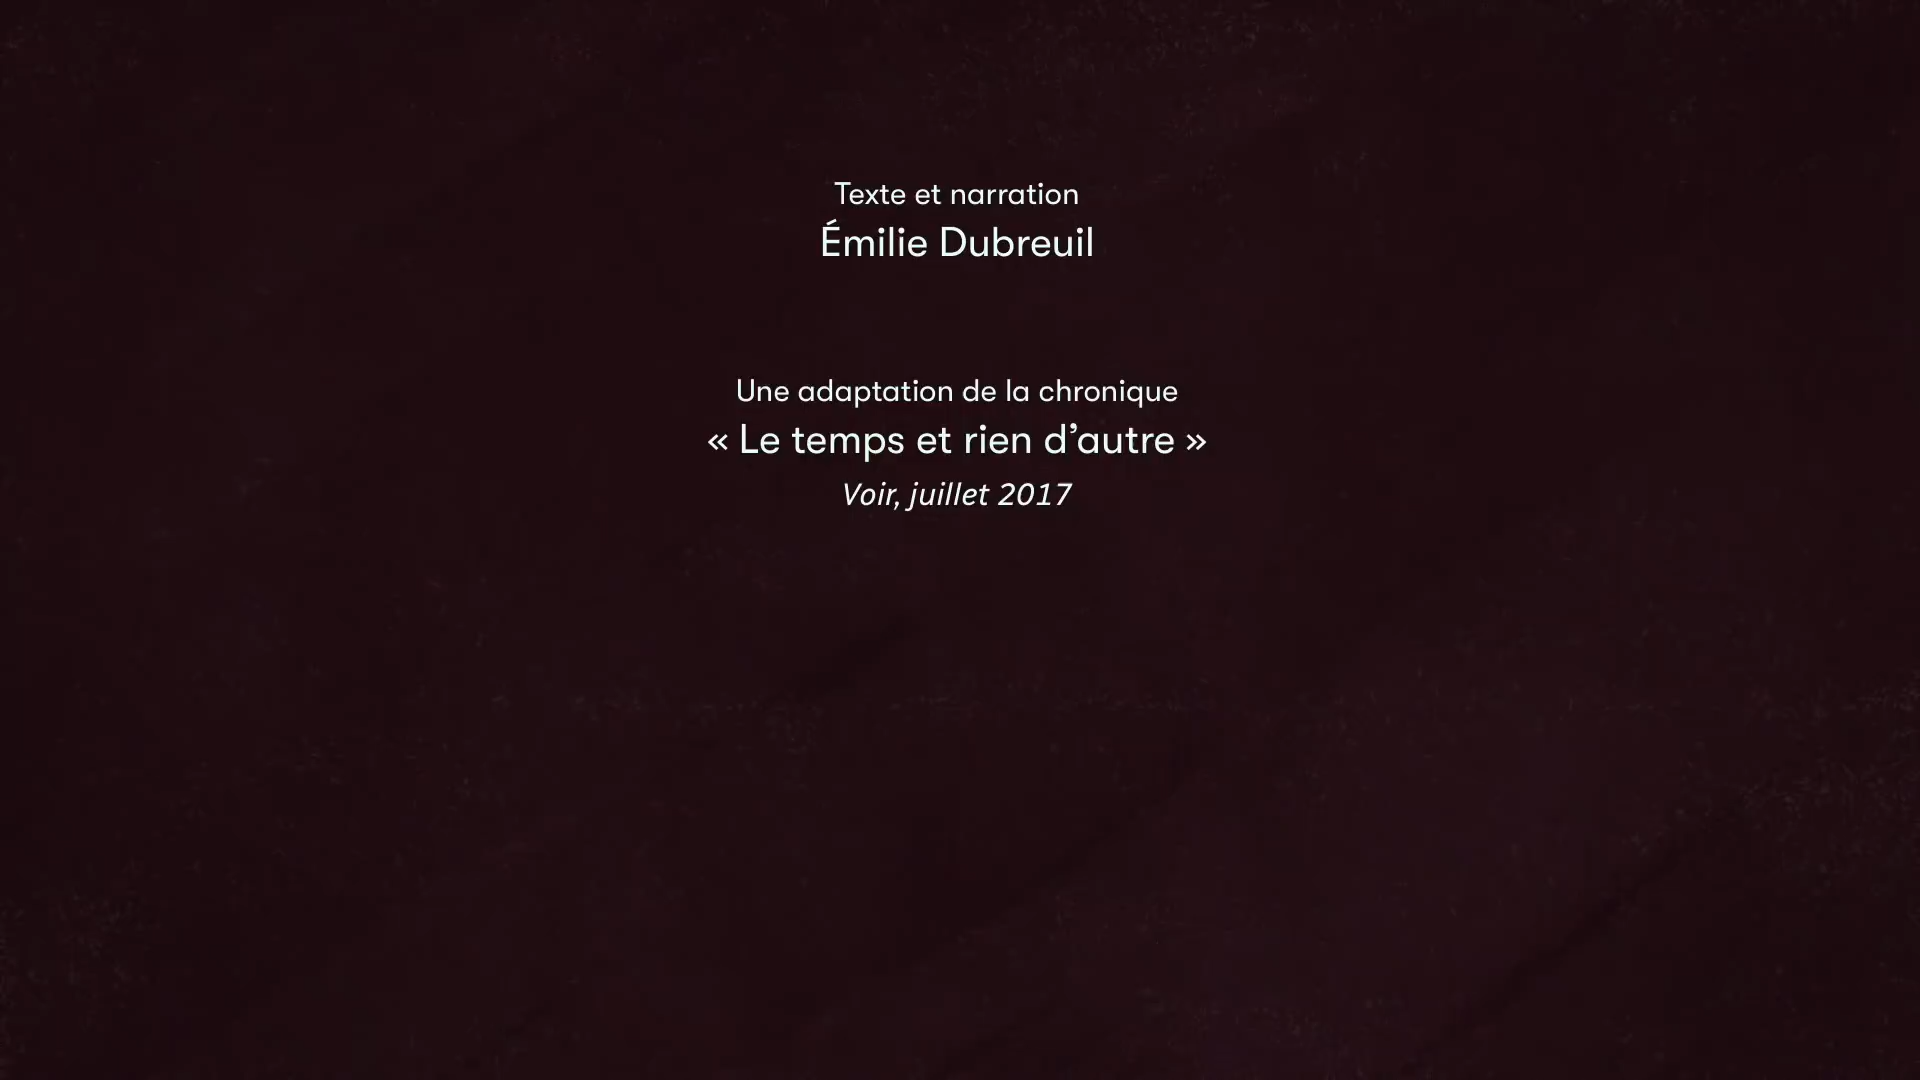 Texte et narration
Émilie Dubreuil
Une adaptation de la chronique
« Le temps et rien d’autre »
Voir, juillet 2017